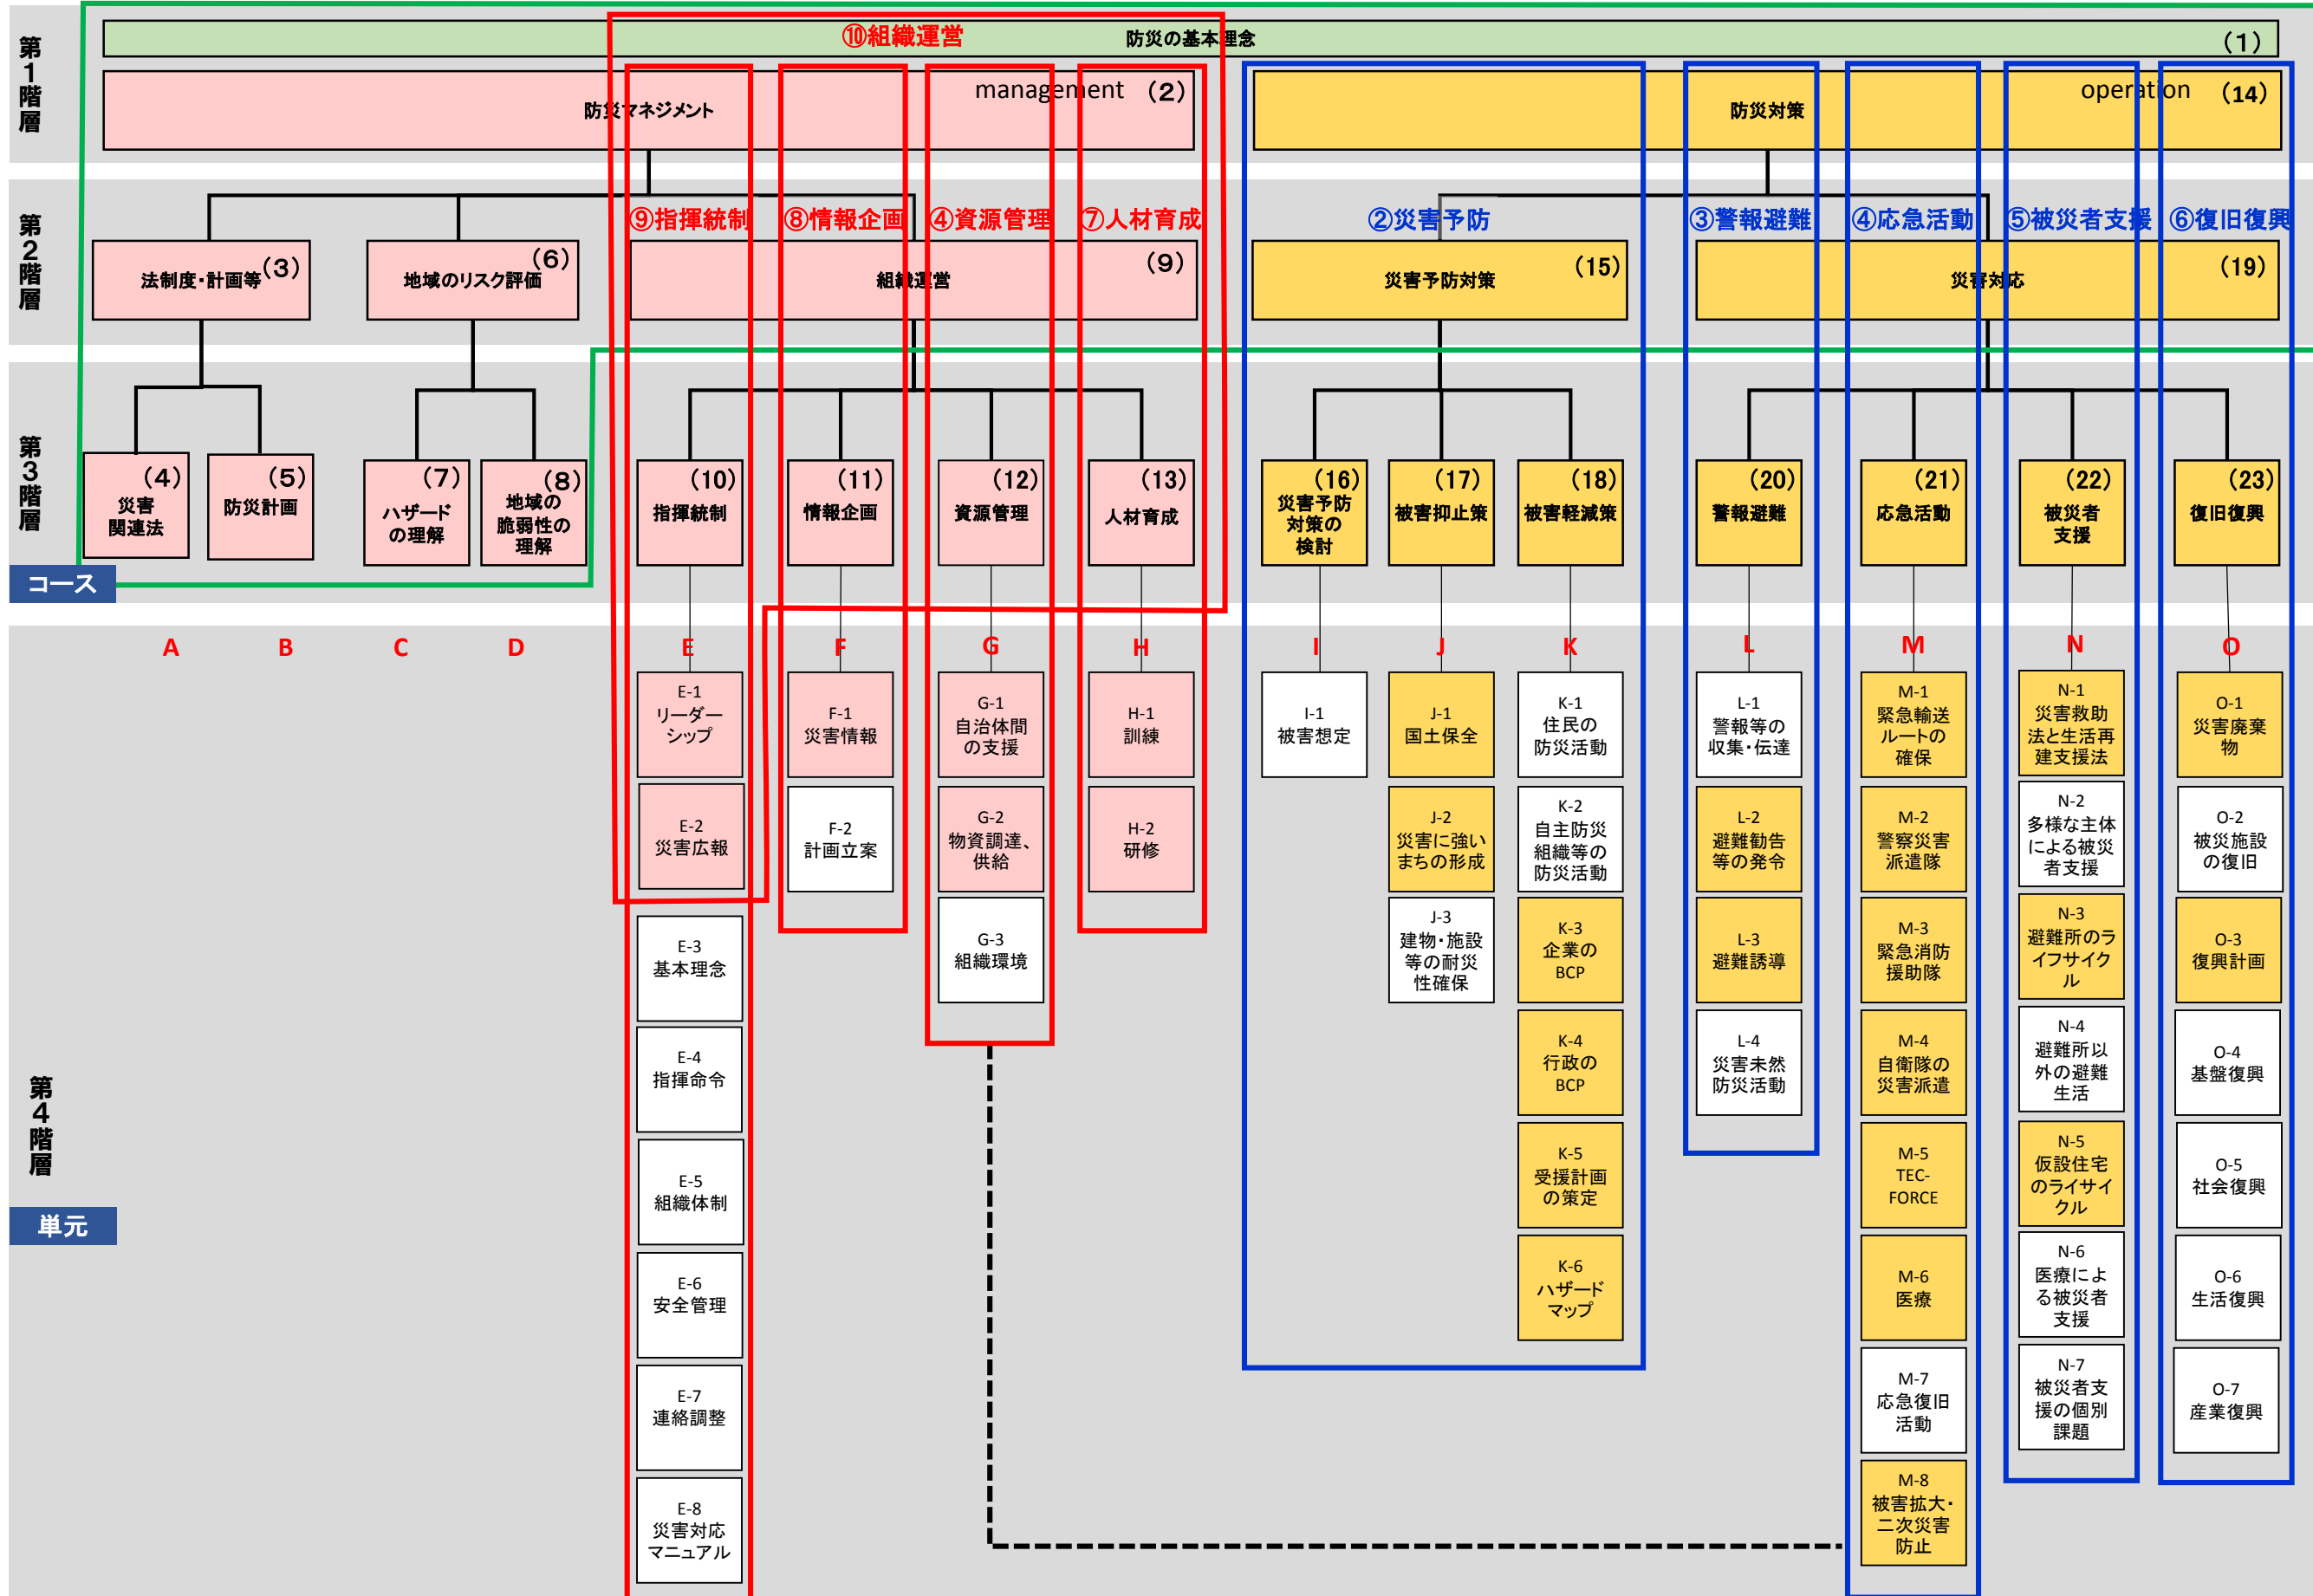 第1階層
⑩組織運営
防災の基本理念
(1)
防災マネジメント
management
(2)
防災対策
operation
(14)
第2階層
⑨指揮統制
⑧情報企画
④資源管理
⑦人材育成
②災害予防
③警報避難
④応急活動
⑤被災者支援
⑥復旧復興
法制度・計画等
(3)
地域のリスク評価
(6)
組織運営
(9)
災害予防対策
(15)
災害対応
(19)
第3階層
(4)
災害
関連法
(5)
防災計画
(7)
ハザード
の理解
(8)
地域の
脆弱性の
理解
(10)
指揮統制
(11)
情報企画
(12)
資源管理
(13)
人材育成
(16)
災害予防
対策の
検討
(17)
被害抑止策
(18)
被害軽減策
(20)
警報避難
(21)
応急活動
(22)
被災者
支援
(23)
復旧復興
コース
A
B
C
D
E
F
G
H
I
J
K
L
M
N
O
第4階層
単元
E-1
リーダー
シップ
E-2
災害広報
E-3
基本理念
E-4
指揮命令
E-5
組織体制
E-6
安全管理
E-7
連絡調整
E-8
災害対応
マニュアル
F-1
災害情報
F-2
計画立案
G-1
自治体間
の支援
G-2
物資調達、
供給
G-3
組織環境
H-1
訓練
H-2
研修
I-1
被害想定
J-1
国土保全
J-2
災害に強い
まちの形成
J-3
建物・施設
等の耐災
性確保
K-1
住民の
防災活動
K-2
自主防災
組織等の
防災活動
K-3
企業の
BCP
K-4
行政の
BCP
K-5
受援計画
の策定
K-6
ハザード
マップ
L-1
警報等の
収集・伝達
L-2
避難勧告
等の発令
L-3
避難誘導
L-4
災害未然
防災活動
M-1
緊急輸送
ルートの
確保
M-2
警察災害
派遣隊
M-3
緊急消防
援助隊
M-4
自衛隊の
災害派遣
M-5
TEC-
FORCE
M-6
医療
M-7
応急復旧
活動
M-8
被害拡大・
二次災害
防止
N-1
災害救助
法と生活再
建支援法
N-2
多様な主体
による被災
者支援
N-3
避難所のラ
イフサイク
ル
N-4
避難所以
外の避難
生活
N-5
仮設住宅
のライサイ
クル
N-6
医療によ
る被災者
支援
N-7
被災者支
援の個別
課題
O-1
災害廃棄
物
O-2
被災施設
の復旧
O-3
復興計画
O-4
基盤復興
O-5
社会復興
O-6
生活復興
O-7
産業復興